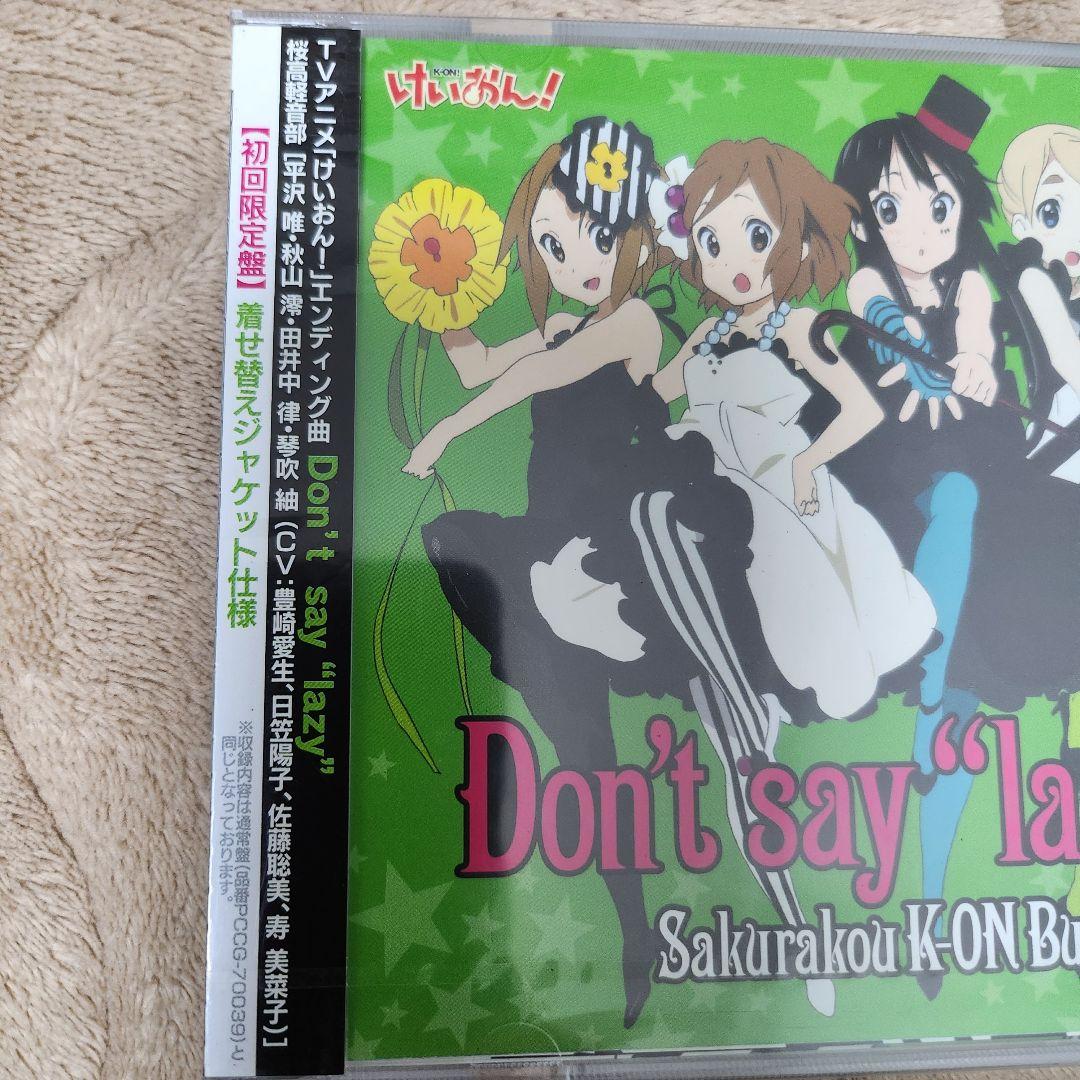 TVアニメ「けいおん!」エンディング曲 Don't say "lazy"
桜高軽音部[平沢 唯・秋山 澪・田井中 律・琴吹 紬(CV:豊崎愛生、日笠陽子、佐藤聡美、寿 美菜子)]
【初回限定盤】着せ替えジャケット仕様
※収録内容は通常盤(品番PCCG-70039)と
同じとなっております。
K-ON!
けいおん!
Don't say "la
Sakurakou K-ON Bu